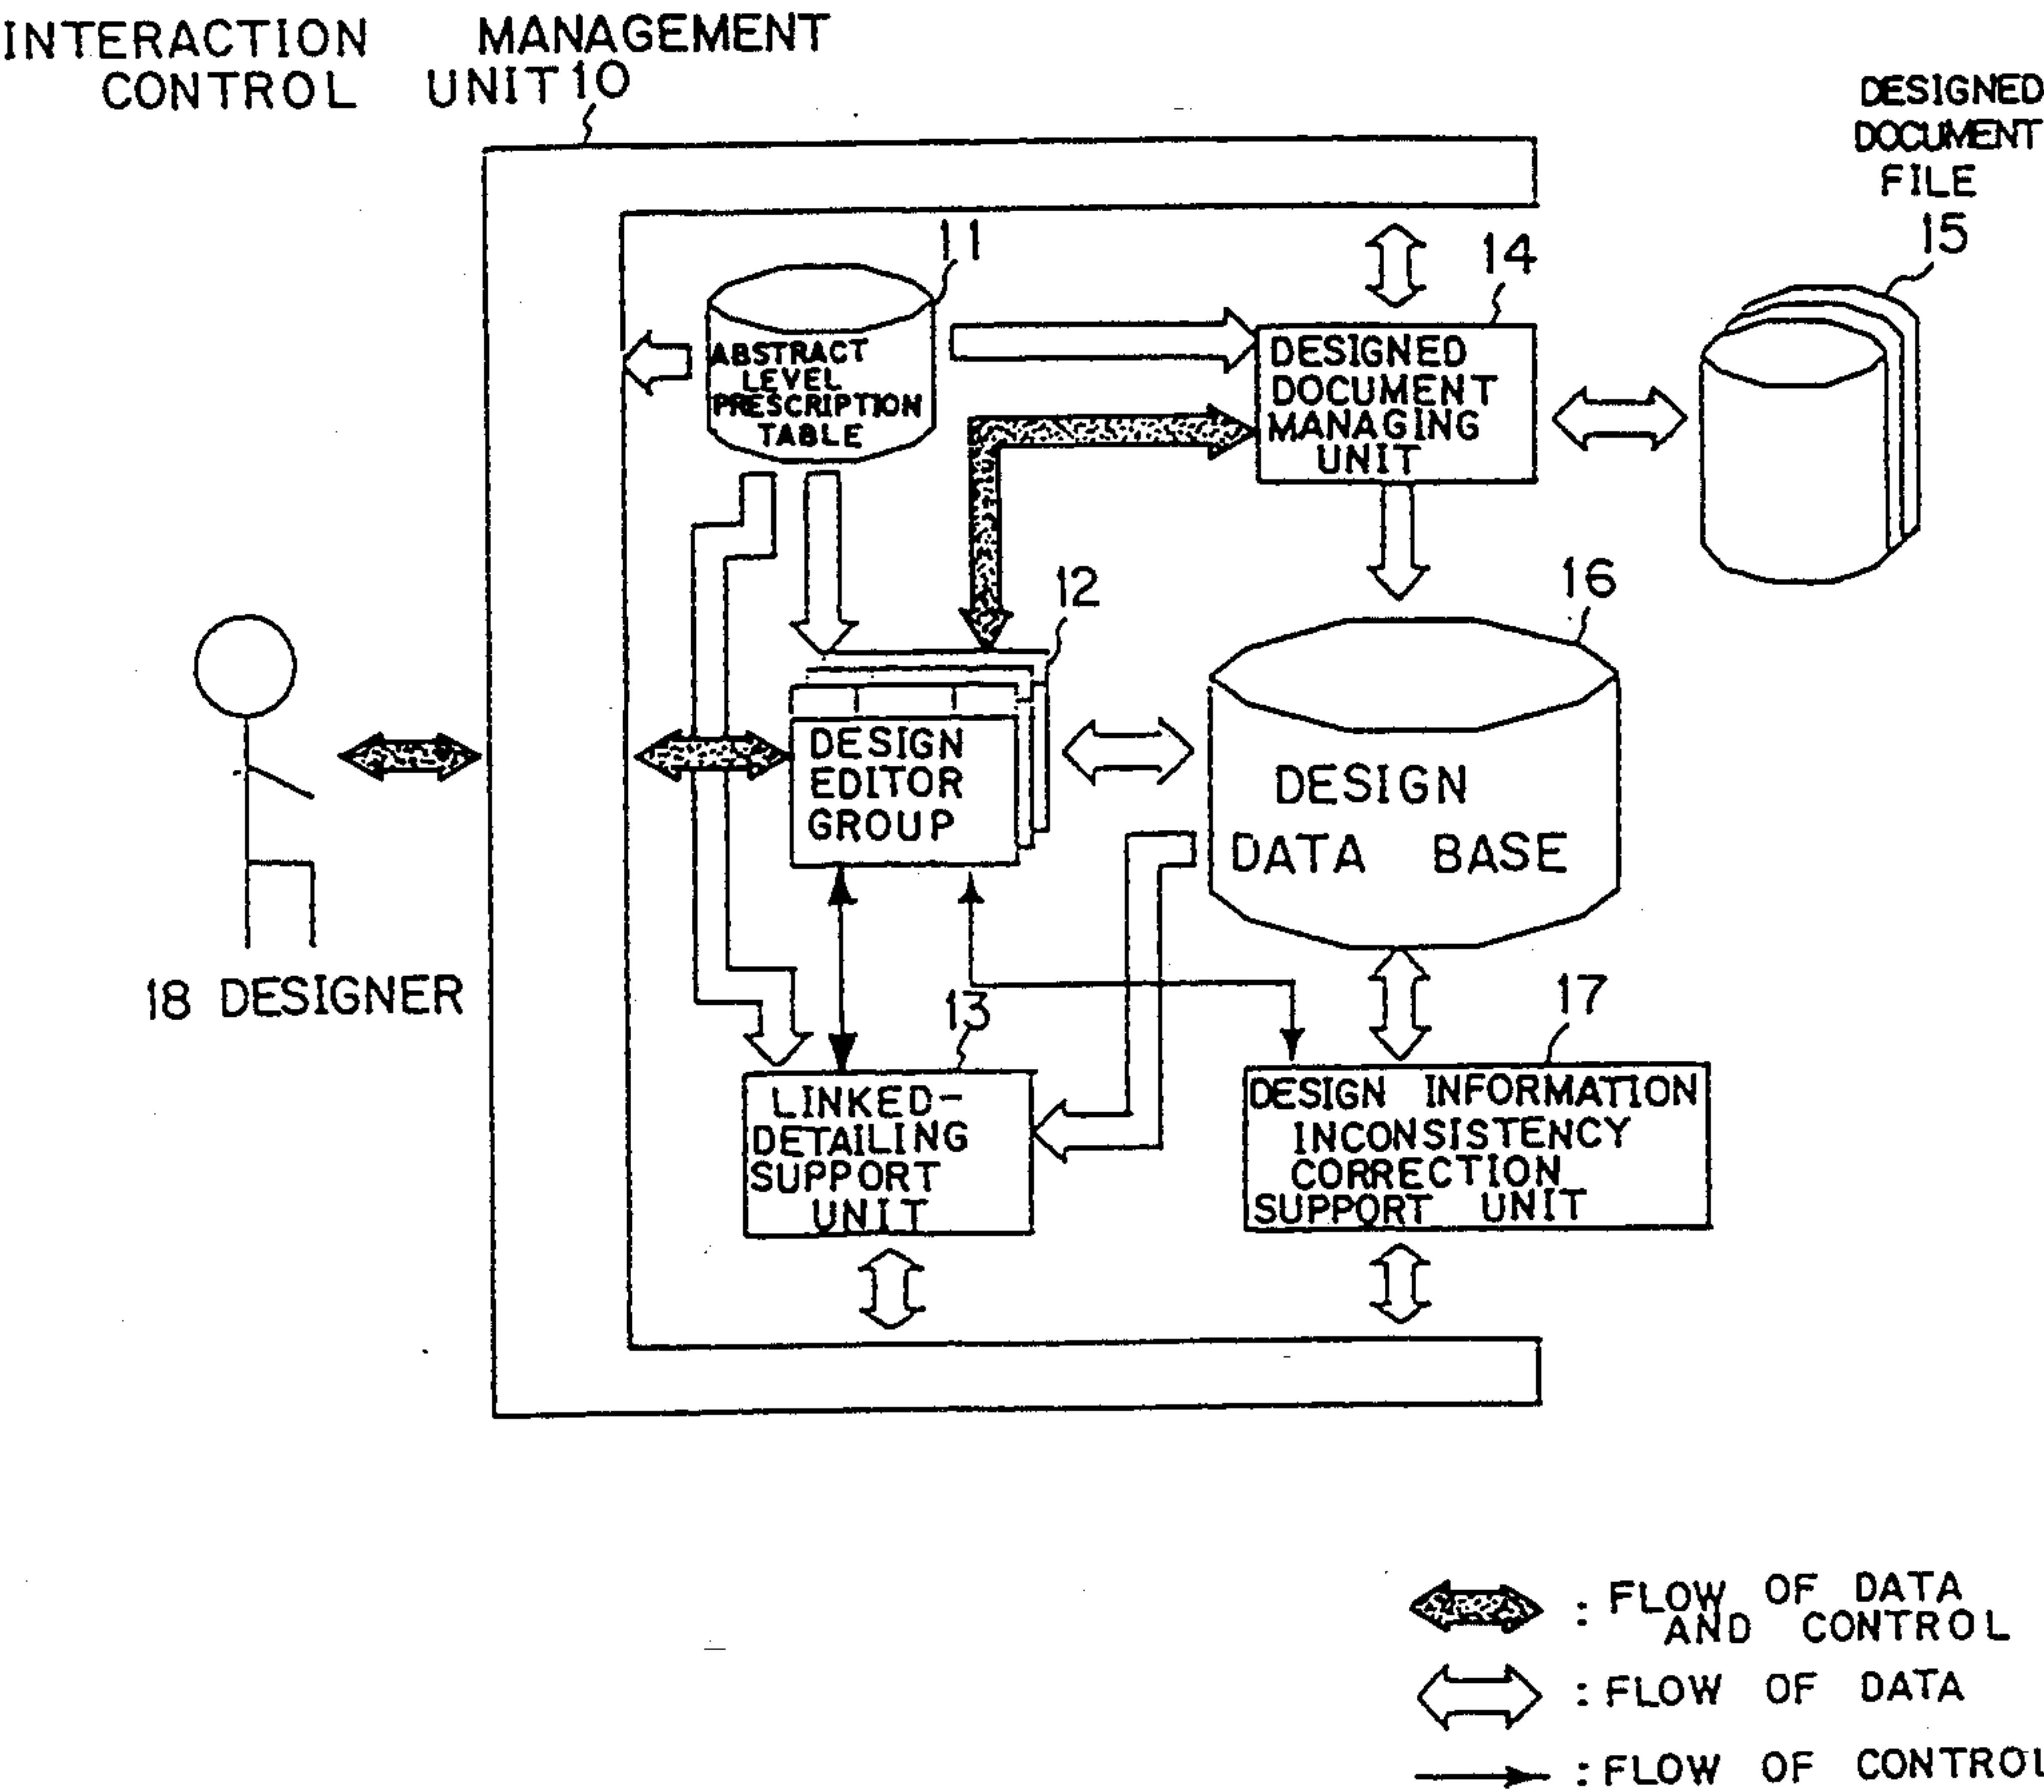 INTERACTION MANAGEMENT
CONTROL UNIT 10
DESIGNED
DOCUMENT
FILE
15
11
14
ABSTRACT
LEVEL
PRESCRIPTION
TABLE
DESIGNED
DOCUMENT
MANAGING
UNIT
12
16
DESIGN
EDITOR
GROUP
DESIGN
DATA BASE
18 DESIGNER
13
17
LINKED-
DETAILING
SUPPORT
UNIT
DESIGN INFORMATION
INCONSISTENCY
CORRECTION
SUPPORT UNIT
: FLOW OF DATA
AND CONTROL
: FLOW OF DATA
: FLOW OF CONTROL